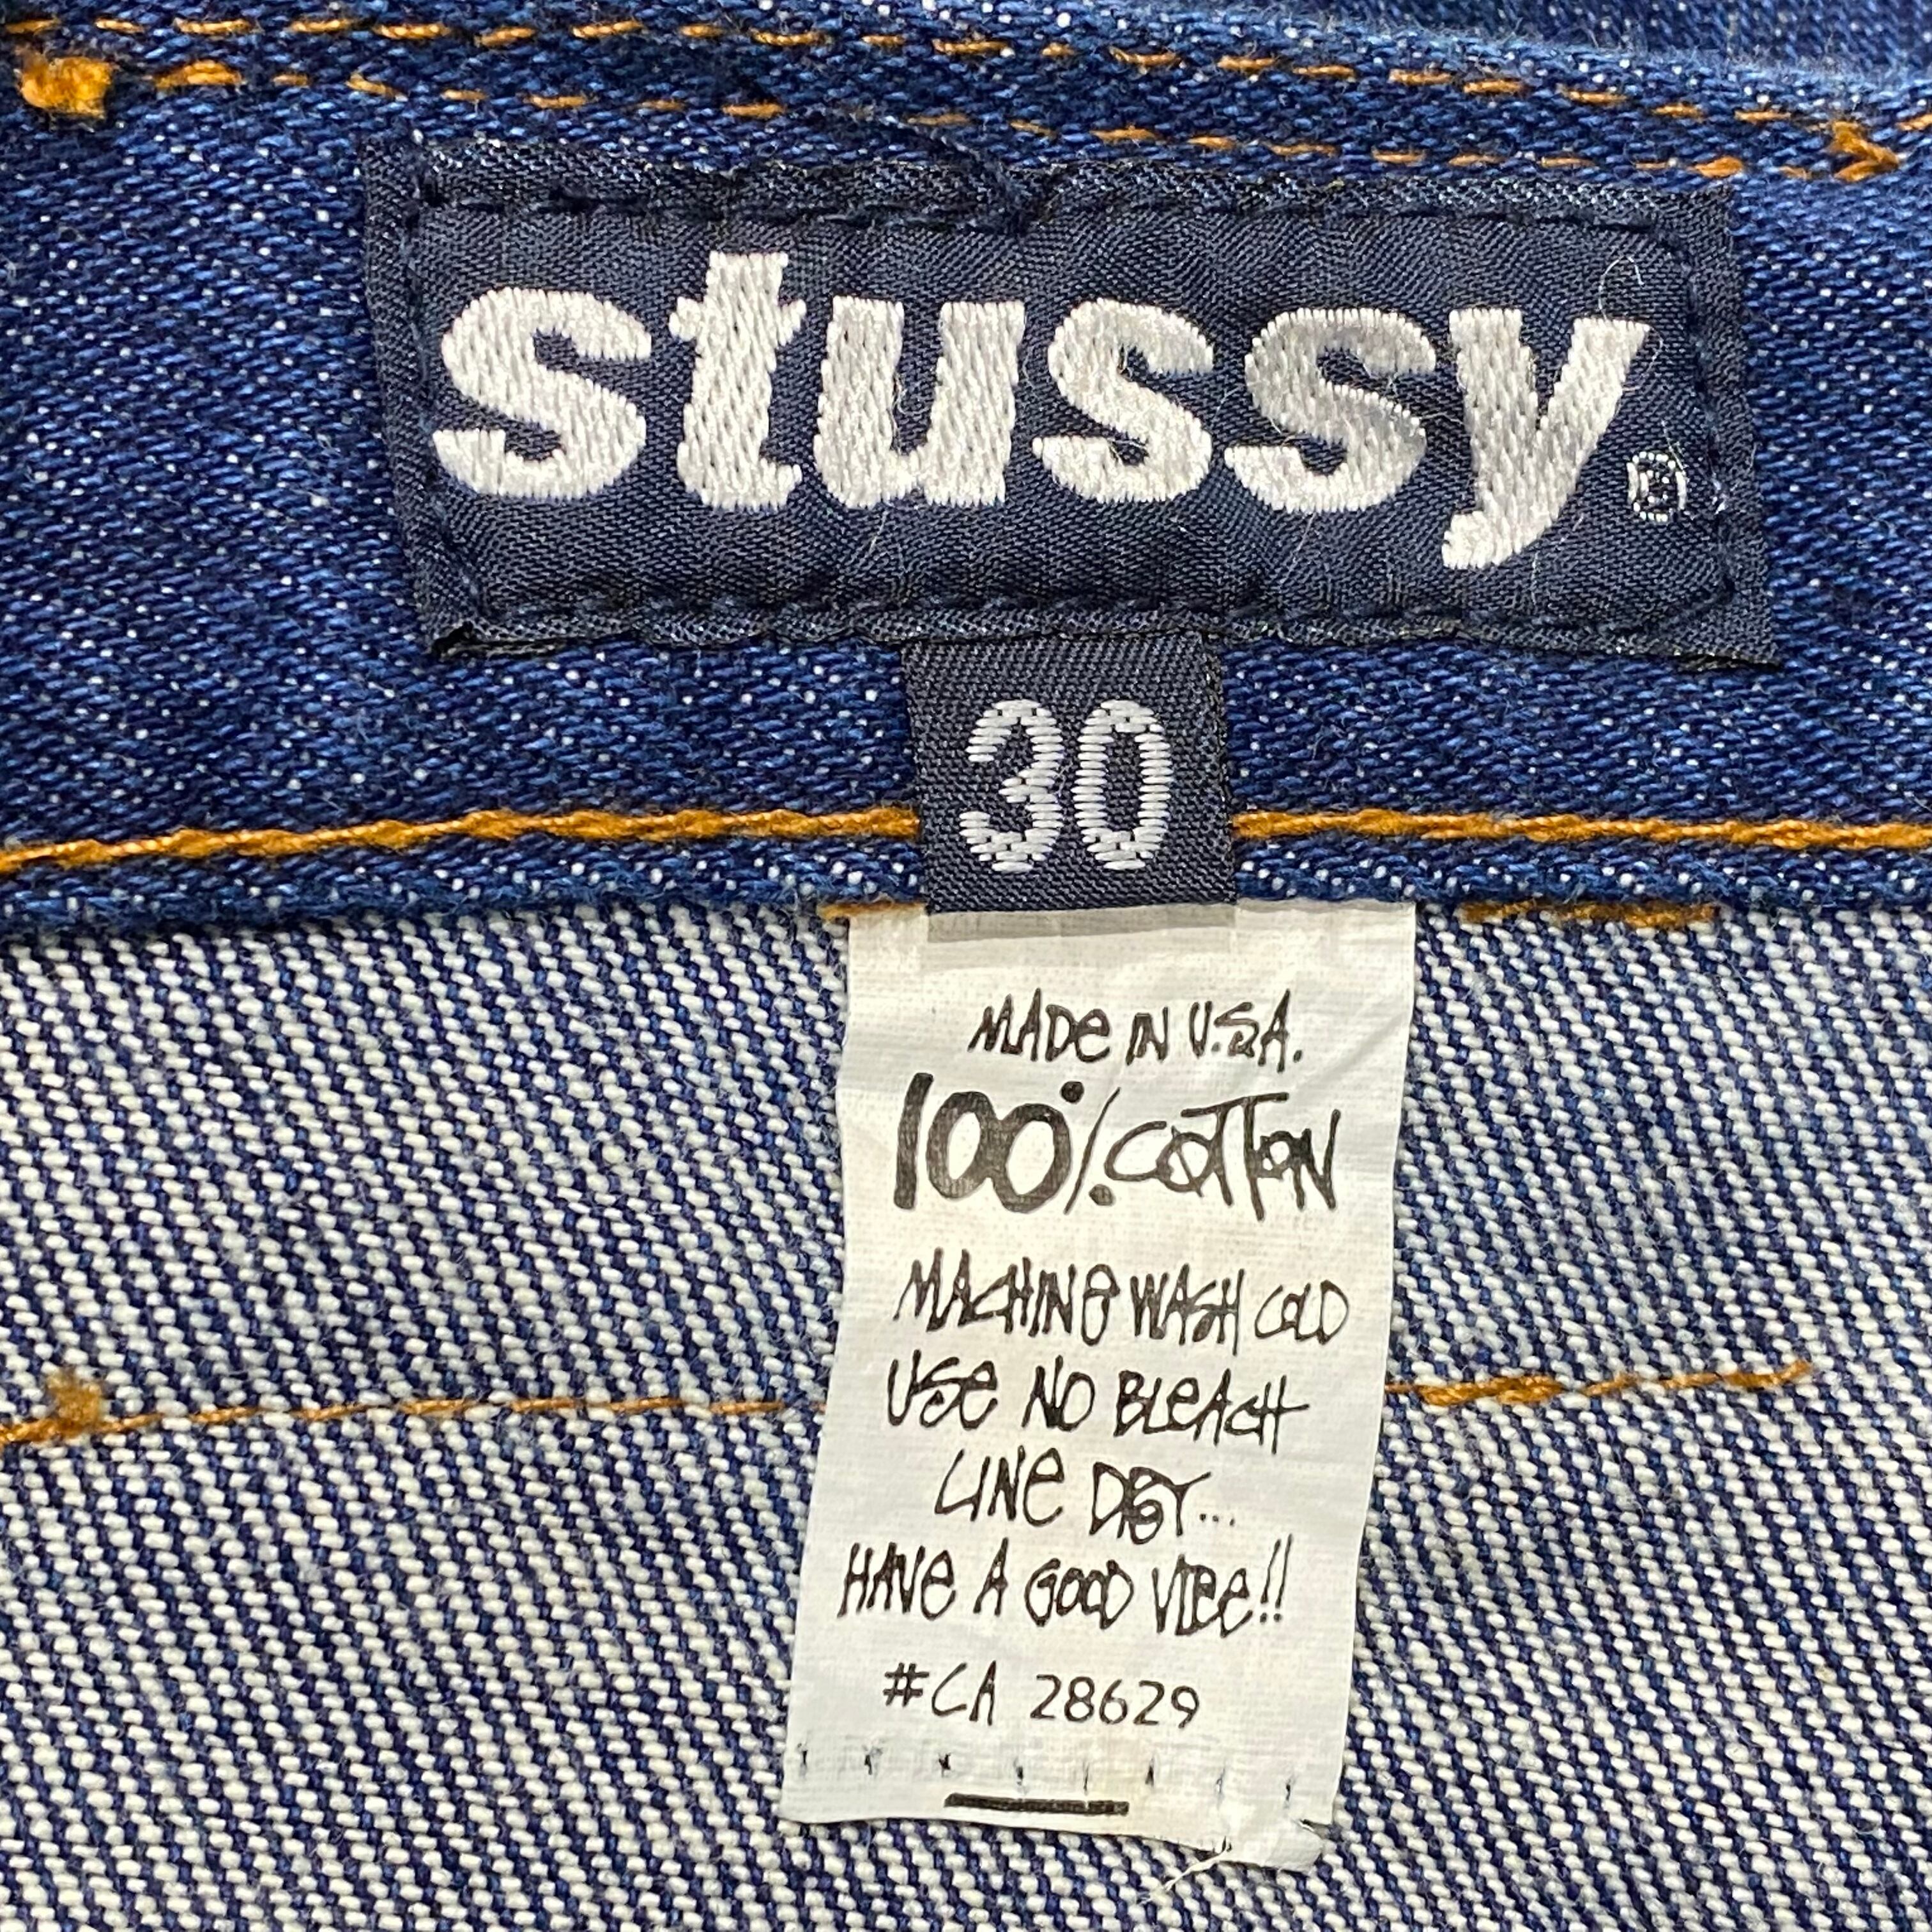 stussy®
30
MADe IN U.S.A.
100% COTTON
MACHINe WASH COLD
USe NO BLeACH
LINe DRY...
HAVe A GOOD VIBe!!
#CA 28629